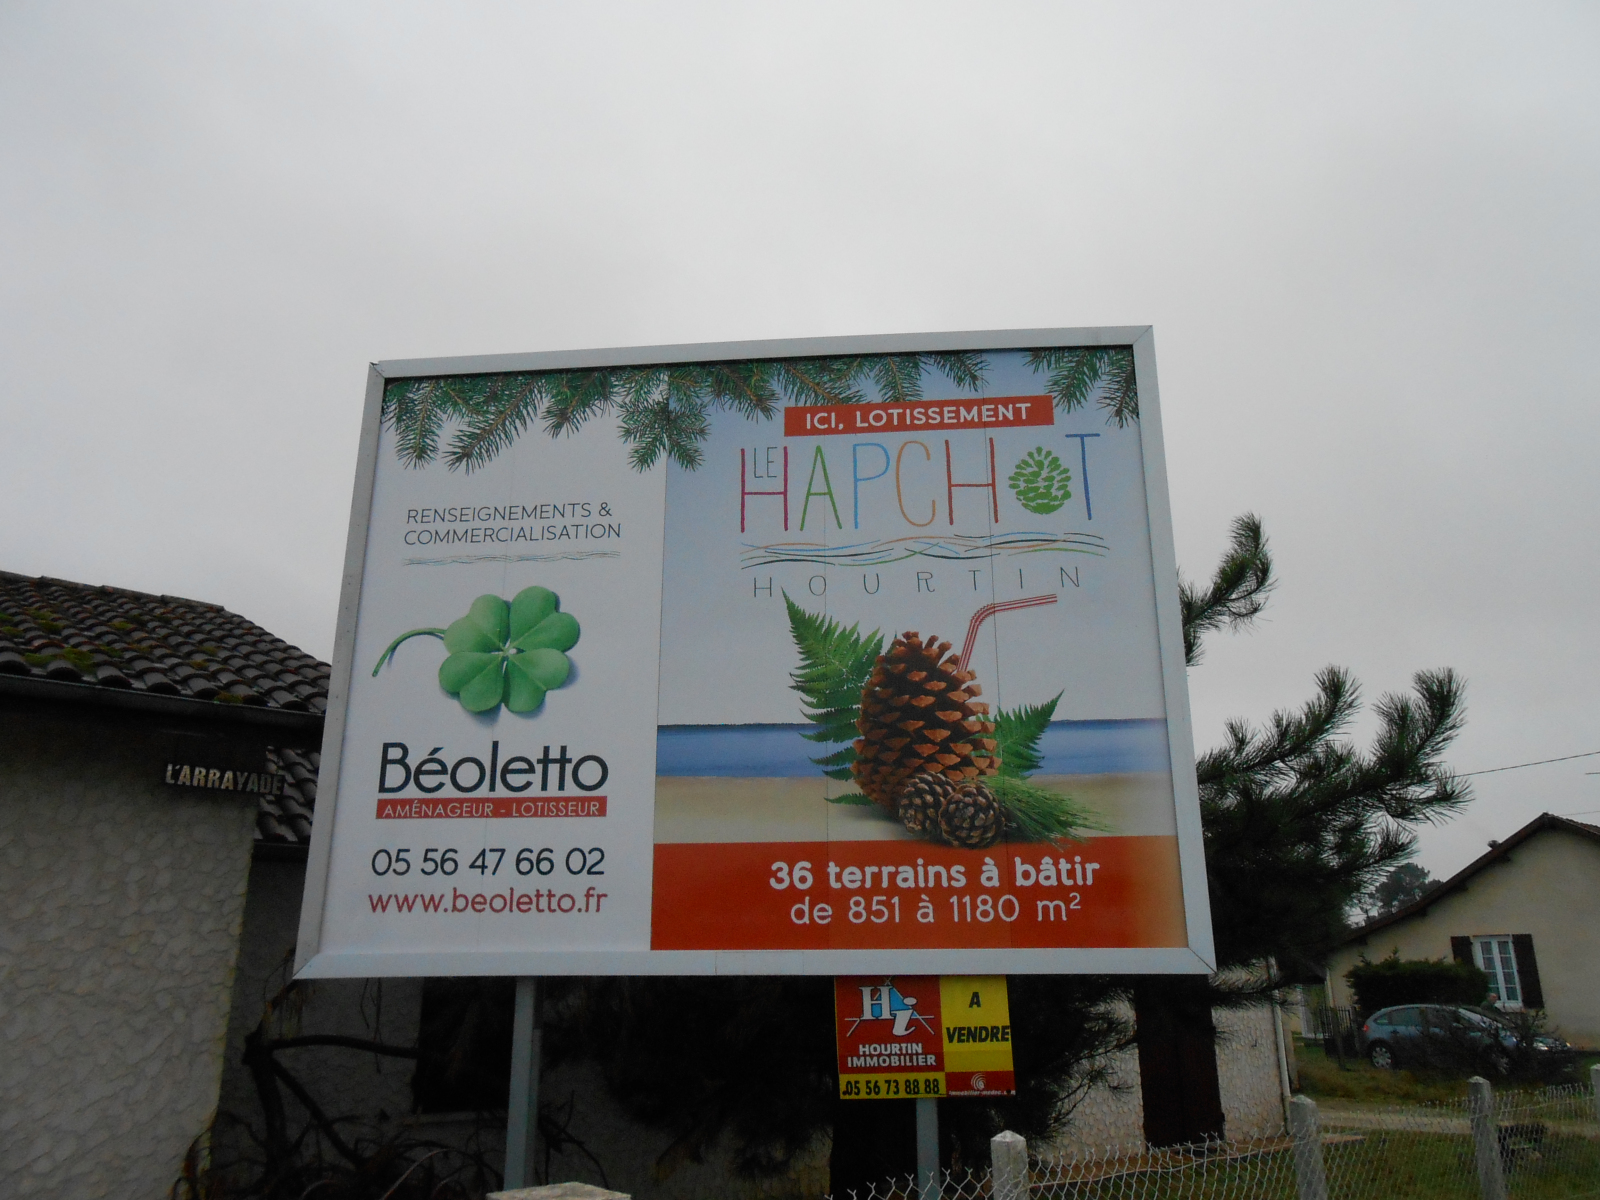 RENSEIGNEMENTS &
COMMERCIALISATION
Béoletto
AMÉNAGEUR - LOTISSEUR
05 56 47 66 02
www.beoletto.fr
ICI, LOTISSEMENT
LE
HAPCHOT
HOURTIN
36 terrains à bâtir
de 851 à 1180 m²
L'ARRAYADE
Hi
HOURTIN
IMMOBILIER
05 56 73 88 88
A
VENDRE